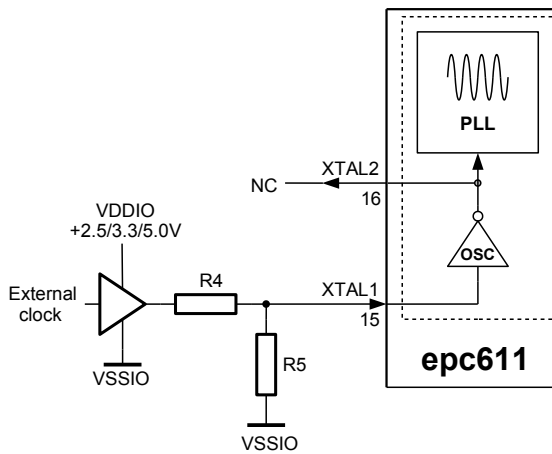 PLL
XTAL2
NC
16
VDDIO
+2.5/3.3/5.0V
OSC
External
clock
R4
XTAL1
15
R5
epc611
VSSIO
VSSIO